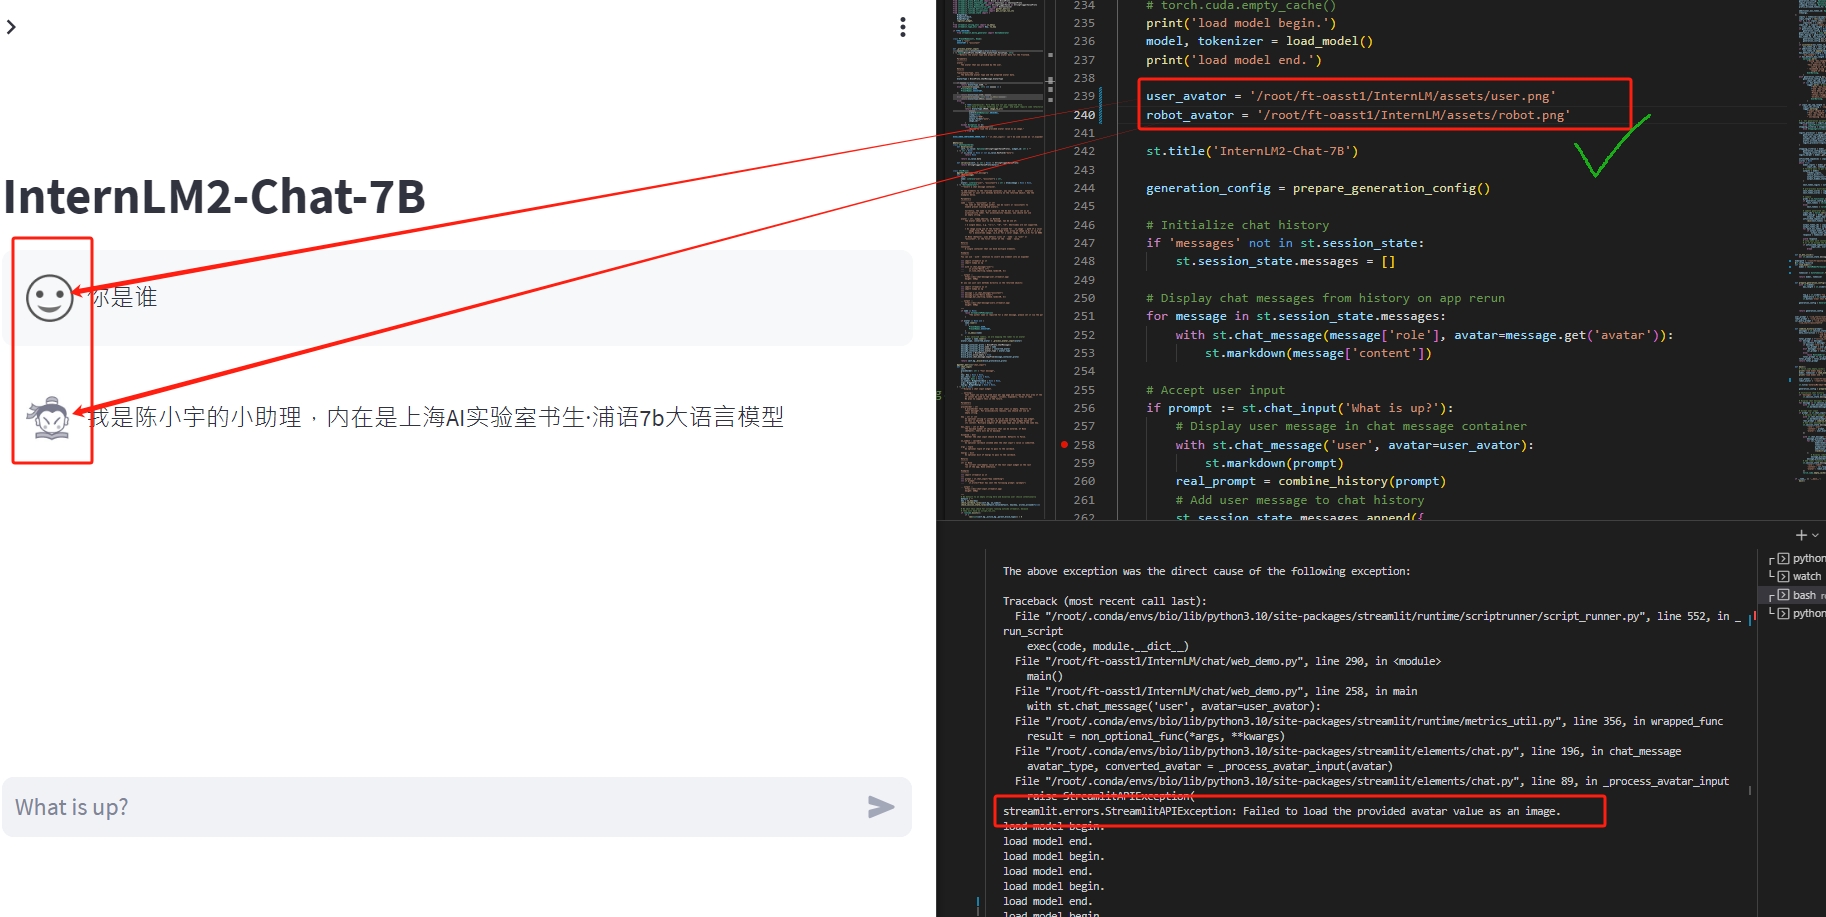 InternLM2-Chat-7B
你是谁
我是陈小宇的小助理，内在是上海AI实验室书生·浦语7b大语言模型
What is up?
234 # torch.cuda.empty_cache()
235 print('load model begin.')
236 model, tokenizer = load_model()
237 print('load model end.')
238
239 user_avator = '/root/ft-oasst1/InternLM/assets/user.png'
240 robot_avator = '/root/ft-oasst1/InternLM/assets/robot.png'
241
242 st.title('InternLM2-Chat-7B')
243
244 generation_config = prepare_generation_config()
245
246 # Initialize chat history
247 if 'messages' not in st.session_state:
248 st.session_state.messages = []
249
250 # Display chat messages from history on app rerun
251 for message in st.session_state.messages:
252 with st.chat_message(message['role'], avatar=message.get('avatar')):
253 st.markdown(message['content'])
254
255 # Accept user input
256 if prompt := st.chat_input('What is up?'):
257 # Display user message in chat message container
258 with st.chat_message('user', avatar=user_avator):
259 st.markdown(prompt)
260 real_prompt = combine_history(prompt)
261 # Add user message to chat history
262 st.session_state.messages.append({
The above exception was the direct cause of the following exception:
Traceback (most recent call last):
File "/root/.conda/envs/bio/lib/python3.10/site-packages/streamlit/runtime/scriptrunner/script_runner.py", line 552, in _
run_script
exec(code, module.__dict__)
File "/root/ft-oasst1/InternLM/chat/web_demo.py", line 290, in <module>
main()
File "/root/ft-oasst1/InternLM/chat/web_demo.py", line 258, in main
with st.chat_message('user', avatar=user_avator):
File "/root/.conda/envs/bio/lib/python3.10/site-packages/streamlit/runtime/metrics_util.py", line 356, in wrapped_func
result = non_optional_func(*args, **kwargs)
File "/root/.conda/envs/bio/lib/python3.10/site-packages/streamlit/elements/chat.py", line 196, in chat_message
avatar_type, converted_avatar = _process_avatar_input(avatar)
File "/root/.conda/envs/bio/lib/python3.10/site-packages/streamlit/elements/chat.py", line 89, in _process_avatar_input
raise StreamlitAPIException(
streamlit.errors.StreamlitAPIException: Failed to load the provided avatar value as an image.
load model begin.
load model end.
load model begin.
load model end.
load model begin.
load model end.
load model begin.
python
watch
bash
python